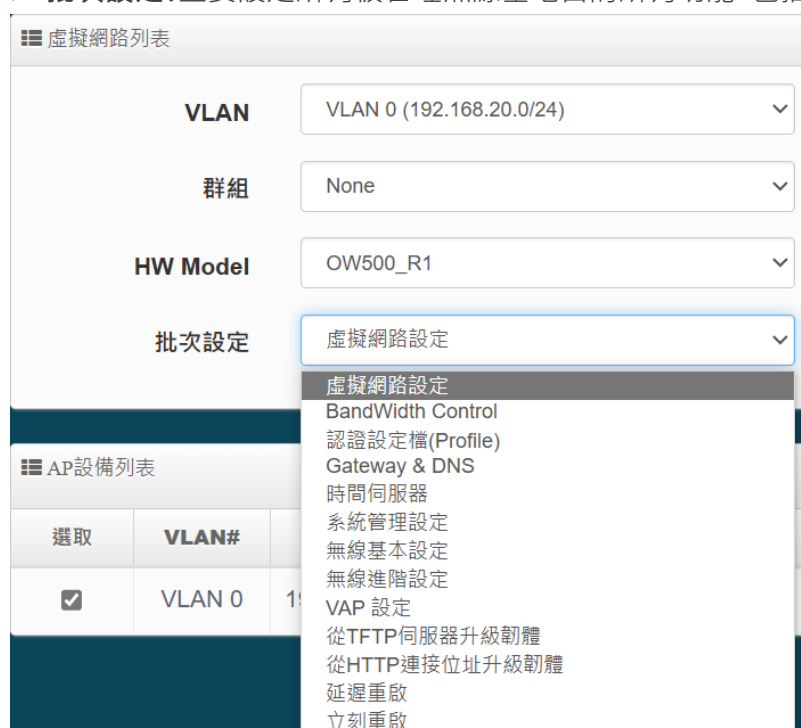 虛擬網路列表
VLAN
VLAN 0 (192.168.20.0/24)
群組
None
HW Model
OW500_R1
批次設定
虛擬網路設定
虛擬網路設定
BandWidth Control
認證設定檔(Profile)
Gateway & DNS
時間伺服器
系統管理設定
無線基本設定
無線進階設定
VAP 設定
從TFTP伺服器升級韌體
從HTTP連接位址升級韌體
延遲重啟
立刻重啟
AP設備列表
選取
VLAN#
VLAN 0